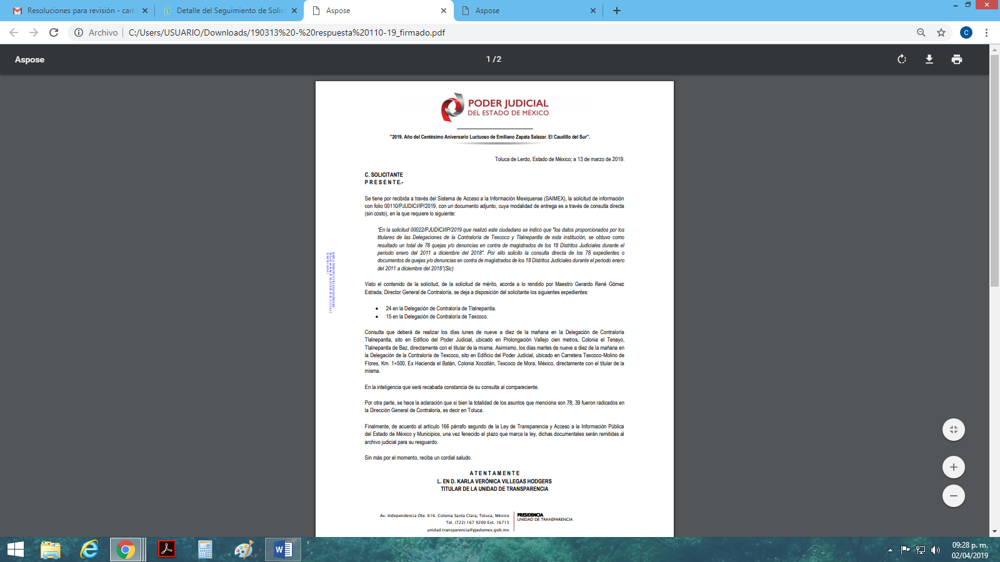 Resoluciones para revisión - carlo
Detalle del Seguimiento de Solici
Aspose
Aspose
Archivo
C:/Users/USUARIO/Downloads/190313%20-%20respuesta%20110-19_firmado.pdf
C
Aspose
1 / 2
PODER JUDICIAL
DEL ESTADO DE MÉXICO
"2019. Año del Centésimo Aniversario Luctuoso de Emiliano Zapata Salazar. El Caudillo del Sur".
Toluca de Lerdo, Estado de México; a 13 de marzo de 2019.
C. SOLICITANTE
P R E S E N T E.-
Se tiene por recibida a través del Sistema de Acceso a la Información Mexiquense (SAIMEX), la solicitud de información
con folio 00110/PJUDICI/IP/2019, con un documento adjunto, cuya modalidad de entrega es a través de consulta directa
(sin costo), en la que requiere lo siguiente:
"En la solicitud 00022/PJUDICI/IP/2019 que realizó este ciudadano se indicó que "los datos proporcionados por los
titulares de las Delegaciones de la Contraloría de Texcoco y Tlalnepantla de esta institución, se obtuvo como
resultado un total de 78 quejas y/o denuncias en contra de magistrados de los 18 Distritos Judiciales durante el
periodo enero del 2011 a diciembre del 2018". Por ello solicito la consulta directa de los 78 expedientes o
documentos de quejas y/o denuncias en contra de magistrados de los 18 Distritos Judiciales durante el periodo enero
del 2011 a diciembre del 2018"(Sic)
KARLA VERONICA VILLEGAS HODGERS
Visto el contenido de la solicitud, de la solicitud de mérito, acorde a lo rendido por Maestro Gerardo René Gómez
Estrada, Director General de Contraloría, se deja a disposición del solicitante los siguientes expedientes:
• 24 en la Delegación de Contraloría de Tlalnepantla.
• 15 en la Delegación de Contraloría de Texcoco.
Consulta que deberá de realizar los días lunes de nueve a diez de la mañana en la Delegación de Contraloría
Tlalnepantla, sito en Edificio del Poder Judicial, ubicado en Prolongación Vallejo cien metros, Colonia el Tenayo,
Tlalnepantla de Baz, directamente con el titular de la misma. Asimismo, los días martes de nueve a diez de la mañana en
la Delegación de la Contraloría de Texcoco, sito en Edificio del Poder Judicial, ubicado en Carretera Texcoco-Molino de
Flores, Km. 1+500, Ex Hacienda el Batán, Colonia Xocotlán, Texcoco de Mora, México, directamente con el titular de la
misma.
En la inteligencia que será recabada constancia de su consulta al compareciente.
Por otra parte, se hace la aclaración que si bien la totalidad de los asuntos que menciona son 78; 39 fueron radicados en
la Dirección General de Contraloría, es decir en Toluca.
Finalmente, de acuerdo al artículo 166 párrafo segundo de la Ley de Transparencia y Acceso a la Información Pública
del Estado de México y Municipios, una vez fenecido el plazo que marca la ley, dichas documentales serán remitidas al
archivo judicial para su resguardo.
Sin más por el momento, reciba un cordial saludo.
A T E N T A M E N T E
L. EN D. KARLA VERÓNICA VILLEGAS HODGERS
TITULAR DE LA UNIDAD DE TRANSPARENCIA
Av. Independencia Ote. 616. Colonia Santa Clara, Toluca, México
Tel. (722) 167 9200 Ext. 16715
unidad.transparencia@pjedomex.gob.mx
PRESIDENCIA
UNIDAD DE TRANSPARENCIA
09:28 p. m.
02/04/2019